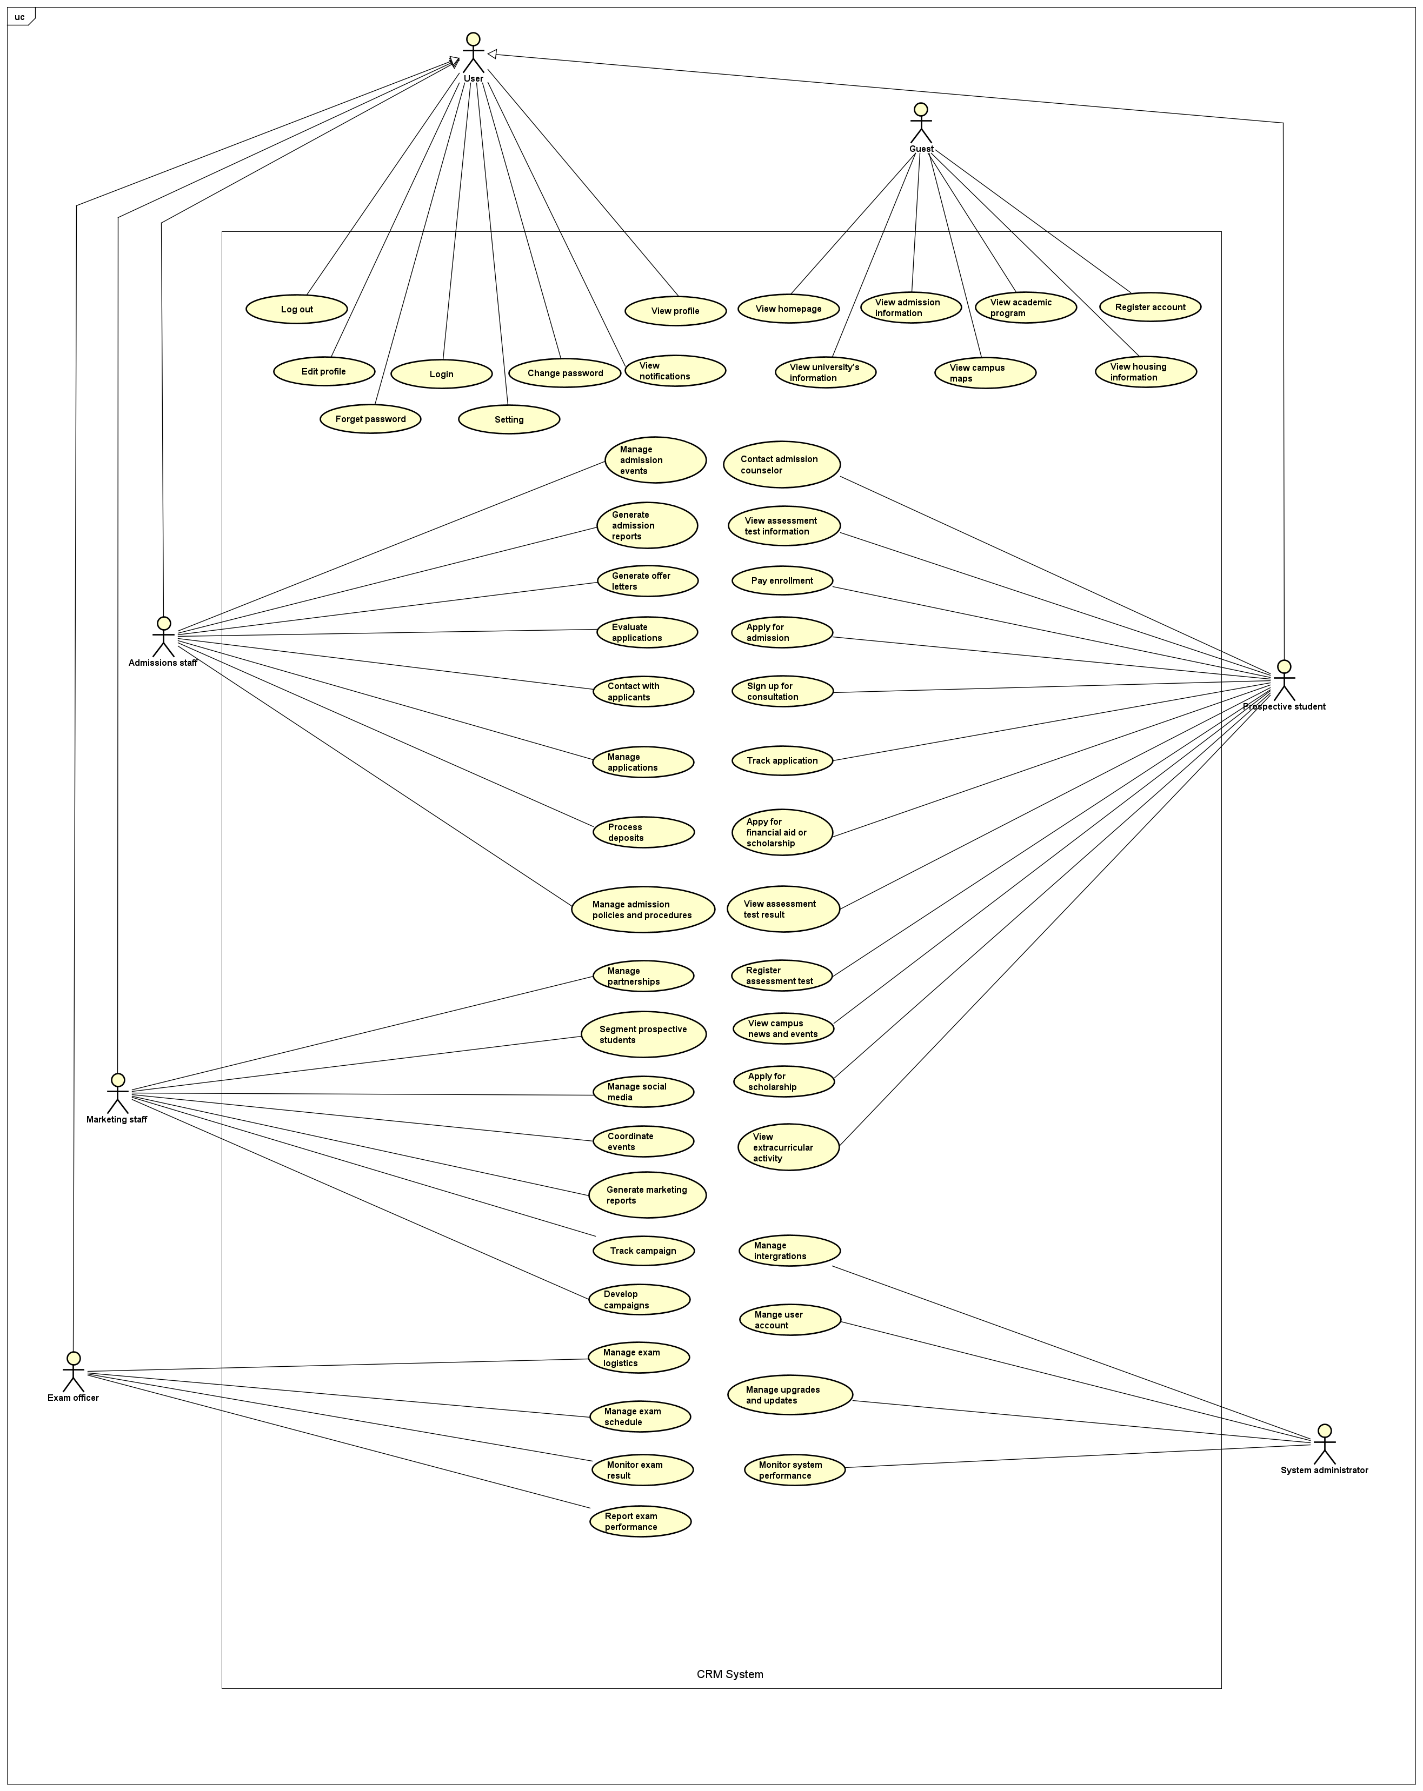 uc
User
Guest
Log out
View profile
View homepage
View admission
information
View academic
program
Register account
Edit profile
Login
Change password
View
notifications
View university's
information
View campus
maps
View housing
information
Forget password
Setting
Manage
admission
events
Contact admission
counselor
Generate
admission
reports
View assessment
test information
Generate offer
letters
Pay enrollment
Evaluate
applications
Apply for
admission
Admissions staff
Contact with
applicants
Sign up for
consultation
Prospective student
Manage
applications
Track application
Process
deposits
Appy for
financial aid or
scholarship
Manage admission
policies and procedures
View assessment
test result
Manage
partnerships
Register
assessment test
Segment prospective
students
View campus
news and events
Manage social
media
Apply for
scholarship
Marketing staff
Coordinate
events
View
extracurricular
activity
Generate marketing
reports
Track campaign
Manage
intergrations
Develop
campaigns
Mange user
account
Manage exam
logistics
Exam officer
Manage upgrades
and updates
Manage exam
schedule
Monitor exam
result
Monitor system
performance
System administrator
Report exam
performance
CRM System